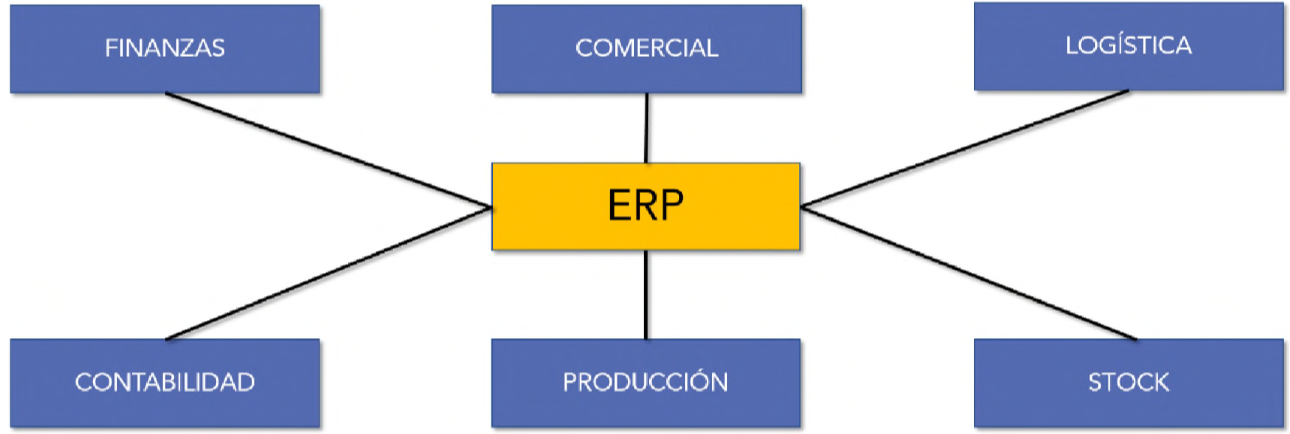 FINANZAS
COMERCIAL
LOGÍSTICA
ERP
CONTABILIDAD
PRODUCCIÓN
STOCK